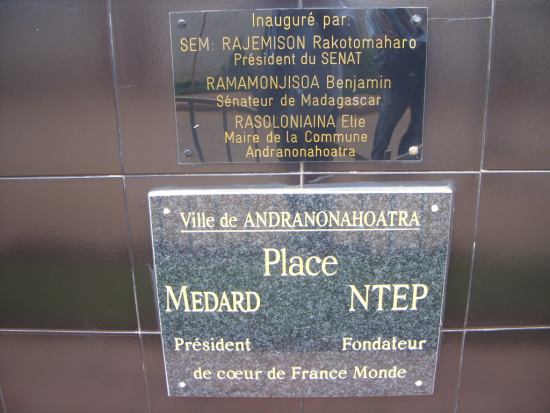 Inauguré par:
SEM: RAJEMISON Rakotomaharo
Président du SENAT
RAMAMONJISOA Benjamin
Sénateur de Madagascar
RASOLONIAINA Elie
Maire de la Commune
Andranonahoatra
Ville de ANDRANONAHOATRA
Place
MEDARD NTEP
Président Fondateur
de cœur de France Monde